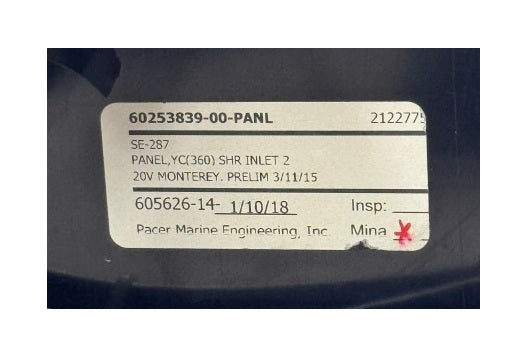 60253839-00-PANL 2122775
SE-287
PANEL,YC(360) SHR INLET 2
20V MONTEREY. PRELIM 3/11/15
605626-14- 1/10/18 Insp:
Pacer Marine Engineering, Inc. Mina